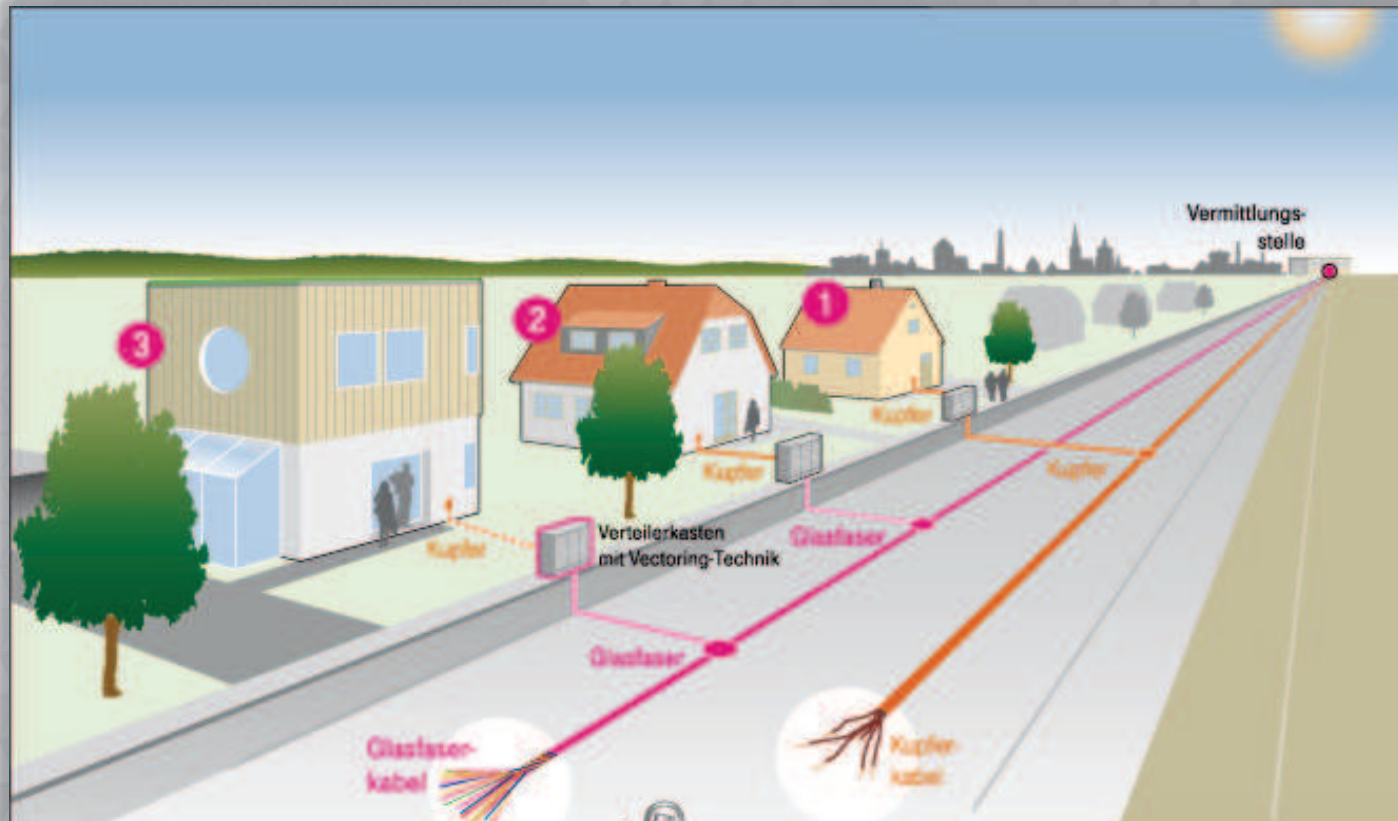 Vermittlungs-
stelle
1
2
3
Kupfer
Kupfer
Kupfer
Kupfer
Verteilerkasten
mit Vectoring-Technik
Glasfaser
Glasfaser
Glasfaser-
kabel
Kupfer-
kabel